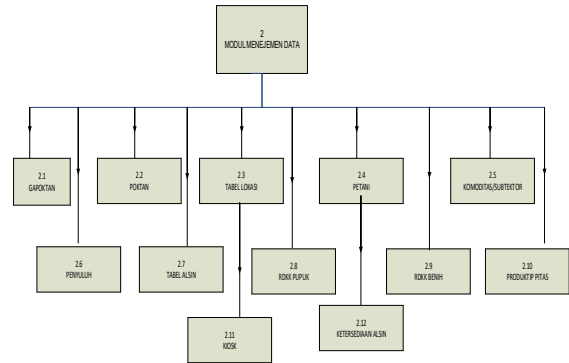 2
MODUL MENEJEMEN DATA
2.1
GAPOKTAN
2.2
POKTAN
2.3
TABEL LOKASI
2.4
PETANI
2.5
KOMODITAS/SUBTEKTOR
2.6
PENYULUH
2.7
TABEL ALSIN
2.8
RDKK PUPUK
2.9
RDKK BENIH
2.10
PRODUKTIP PITAS
2.11
KIOSK
2.12
KETERSEDIAAN ALSIN